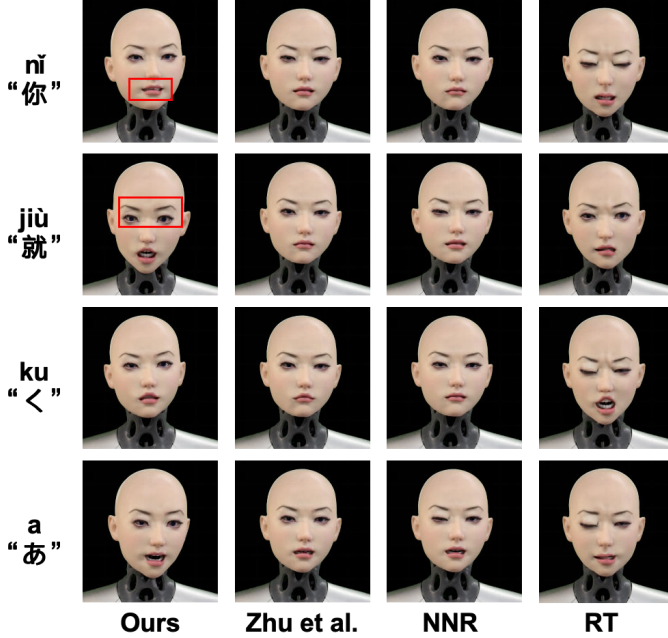 nǐ
“你”
jiù
“就”
ku
“く”
a
“あ”
Ours Zhu et al. NNR RT